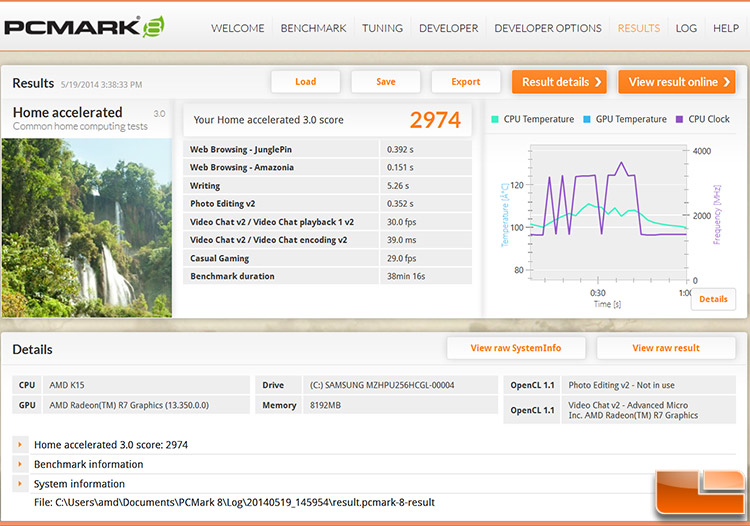 PCMARK 8
WELCOME BENCHMARK TUNING DEVELOPER DEVELOPER OPTIONS RESULTS LOG HELP
Results 5/19/2014 3:38:33 PM
Load Save Export Result details View result online
Home accelerated 3.0
Common home computing tests
Your Home accelerated 3.0 score 2974
Web Browsing - JunglePin 0.392 s
Web Browsing - Amazonia 0.151 s
Writing 5.26 s
Photo Editing v2 0.352 s
Video Chat v2 / Video Chat playback 1 v2 30.0 fps
Video Chat v2 / Video Chat encoding v2 39.0 ms
Casual Gaming 29.0 fps
Benchmark duration 38min 16s
CPU Temperature GPU Temperature CPU Clock
Temperature [Â°C]
120
100
80
4000
2000
0
Frequency [MHz]
0:30 1:00
Time [s]
Details
Details
View raw SystemInfo View raw result
CPU AMD K15
GPU AMD Radeon(TM) R7 Graphics (13.350.0.0)
Drive (C:) SAMSUNG MZHPU256HCGL-00004
Memory 8192MB
OpenCL 1.1 Photo Editing v2 - Not in use
OpenCL 1.1 Video Chat v2 - Advanced Micro
Inc. AMD Radeon(TM) R7 Graphics
Home accelerated 3.0 score: 2974
Benchmark information
System information
File: C:\Users\amd\Documents\PCMark 8\Log\20140519_145954\result.pcmark-8-result